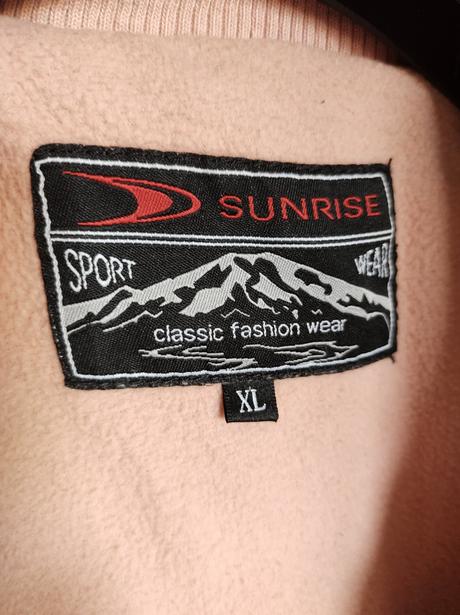 SUNRISE
SPORT WEAR
classic fashion wear
XL